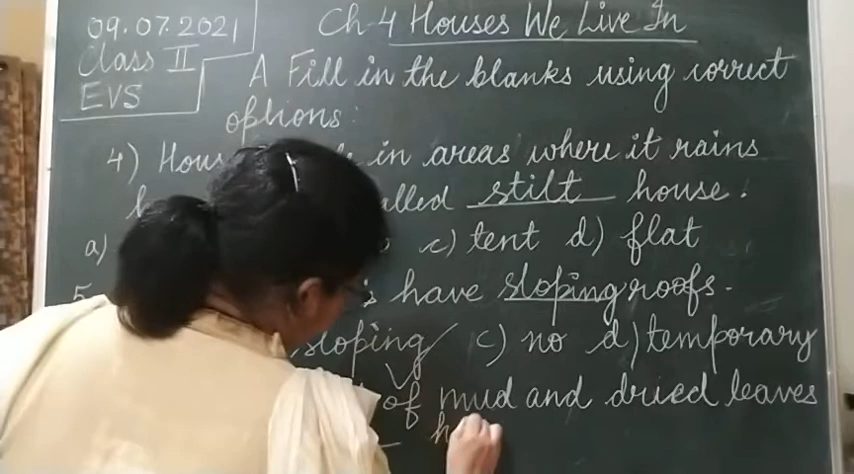 09.07.2021
Class II
EVS
Ch-4 Houses We Live In
A Fill in the blanks using correct
options:
4) Hous in areas where it rains
h alled stilt house.
a) c) tent d) flat
5 s have sloping roofs.
sloping c) no d) temporary
of mud and dried leaves
h